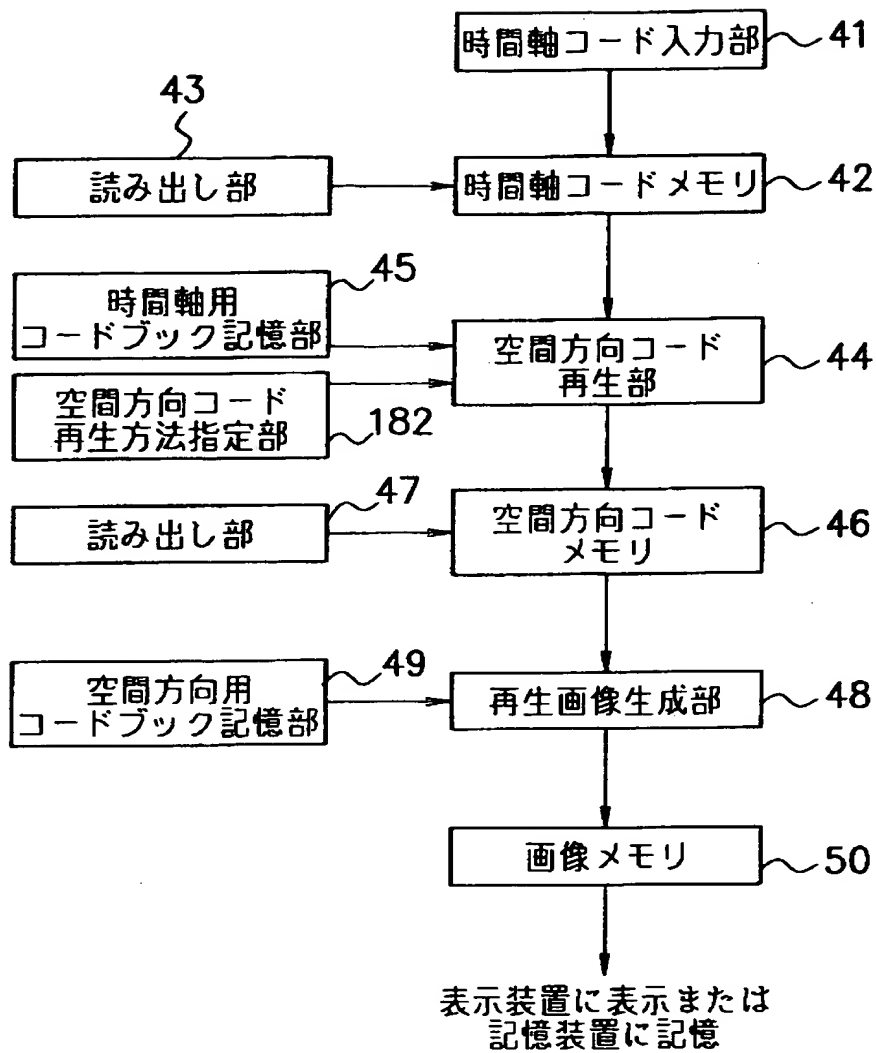 時間軸コード入力部
41
43
読み出し部
時間軸コードメモリ
42
45
時間軸用
コードブック記憶部
空間方向コード
再生部
44
空間方向コード
再生方法指定部
182
47
読み出し部
空間方向コード
メモリ
46
49
空間方向用
コードブック記憶部
再生画像生成部
48
画像メモリ
50
表示装置に表示または
記憶装置に記憶